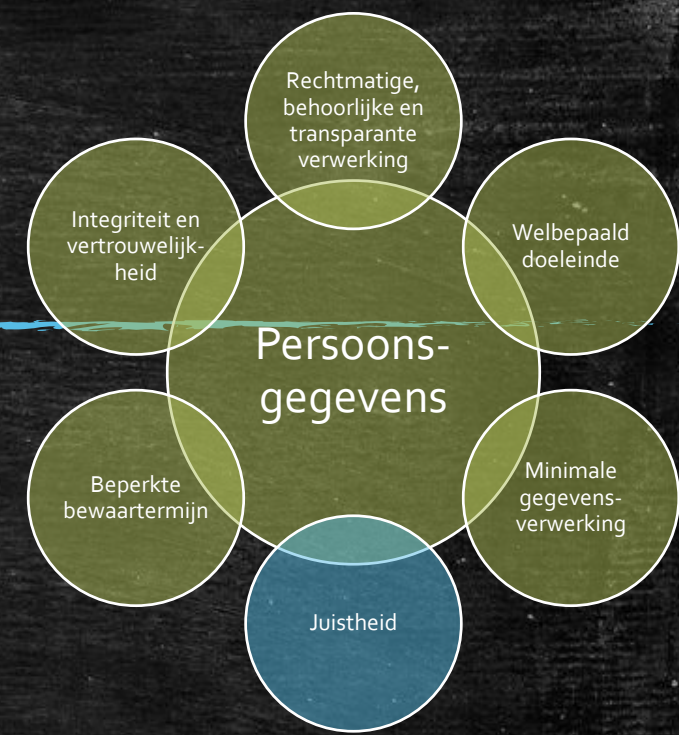 Rechtmatige,
behoorlijke en
transparante
verwerking
Welbepaald
doeleinde
Minimale
gegevens-
verwerking
Juistheid
Beperkte
bewaartermijn
Integriteit en
vertrouwelijk-
heid
Persoons-
gegevens